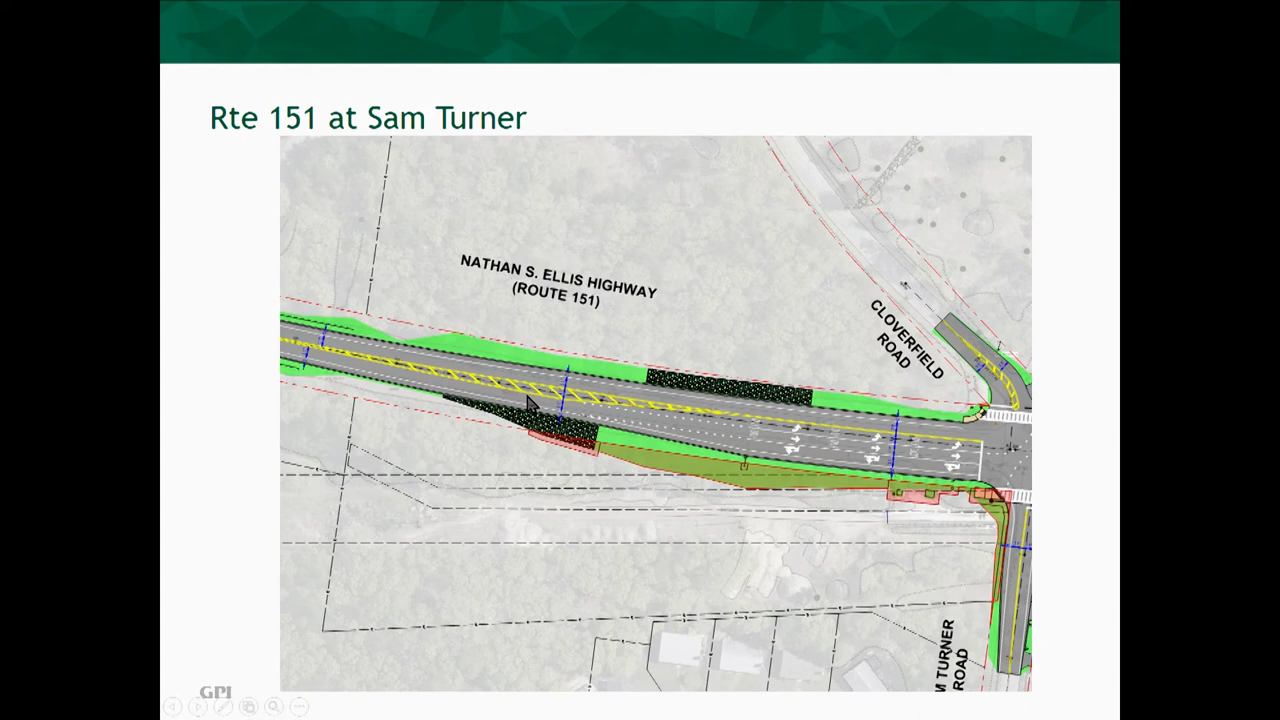 Rte 151 at Sam Turner
NATHAN S. ELLIS HIGHWAY
(ROUTE 151)
CLOVERFIELD
ROAD
M TURNER
ROAD
GPI